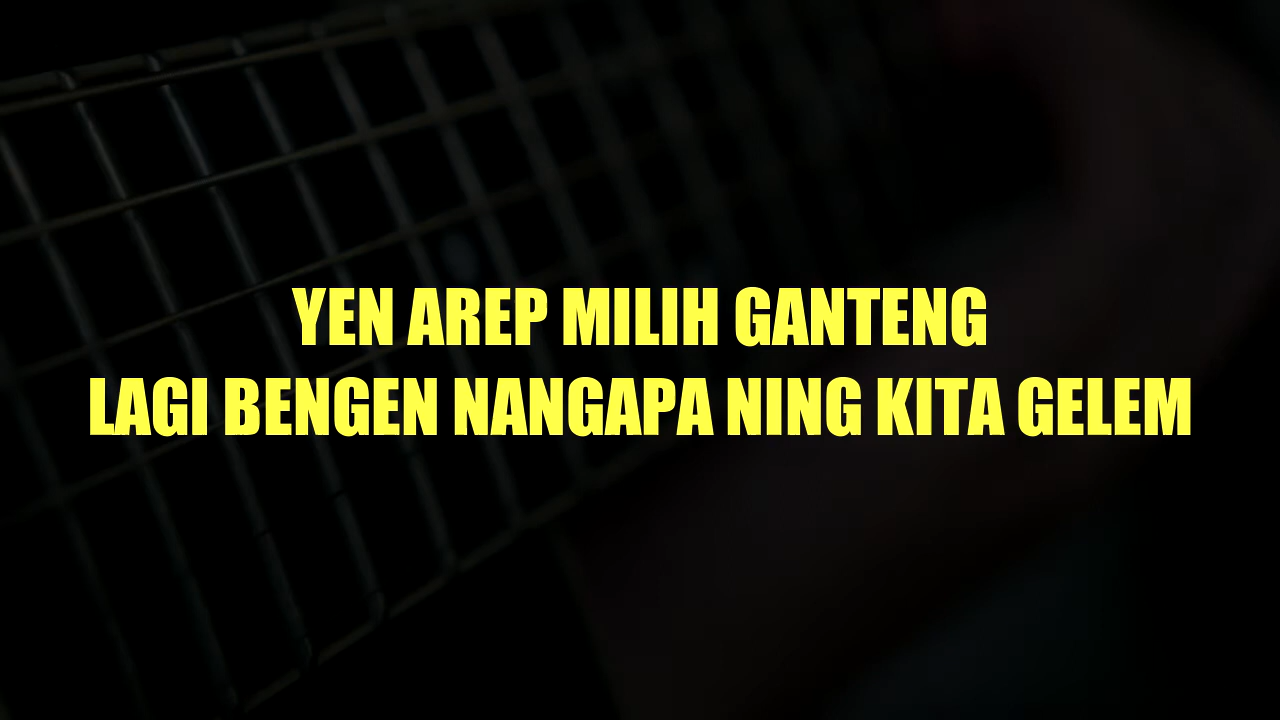 YEN AREP MILIH GANTENG
LAGI BENGEN NANGAPA NING KITA GELEM